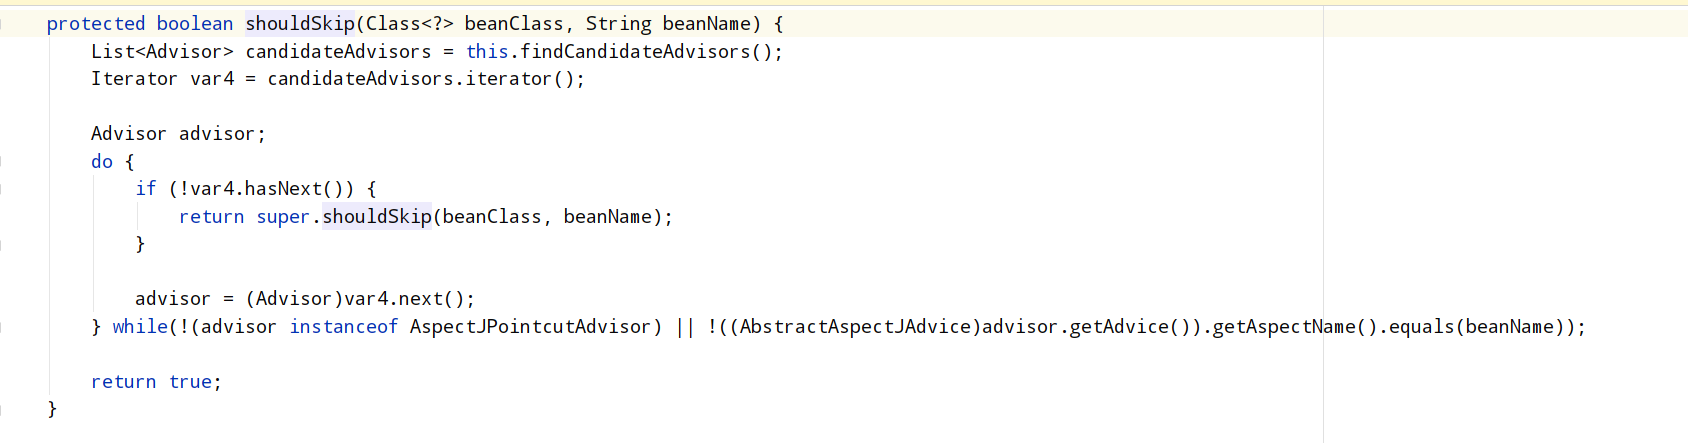 protected boolean shouldSkip(Class<?> beanClass, String beanName) {
    List<Advisor> candidateAdvisors = this.findCandidateAdvisors();
    Iterator var4 = candidateAdvisors.iterator();

    Advisor advisor;
    do {
        if (!var4.hasNext()) {
            return super.shouldSkip(beanClass, beanName);
        }

        advisor = (Advisor)var4.next();
    } while(!(advisor instanceof AspectJPointcutAdvisor) || !((AbstractAspectJAdvice)advisor.getAdvice()).getAspectName().equals(beanName));

    return true;
}